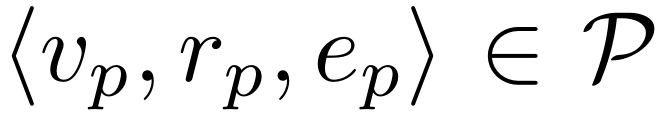 ⟨v_p, r_p, e_p⟩ ∈ 𝒫